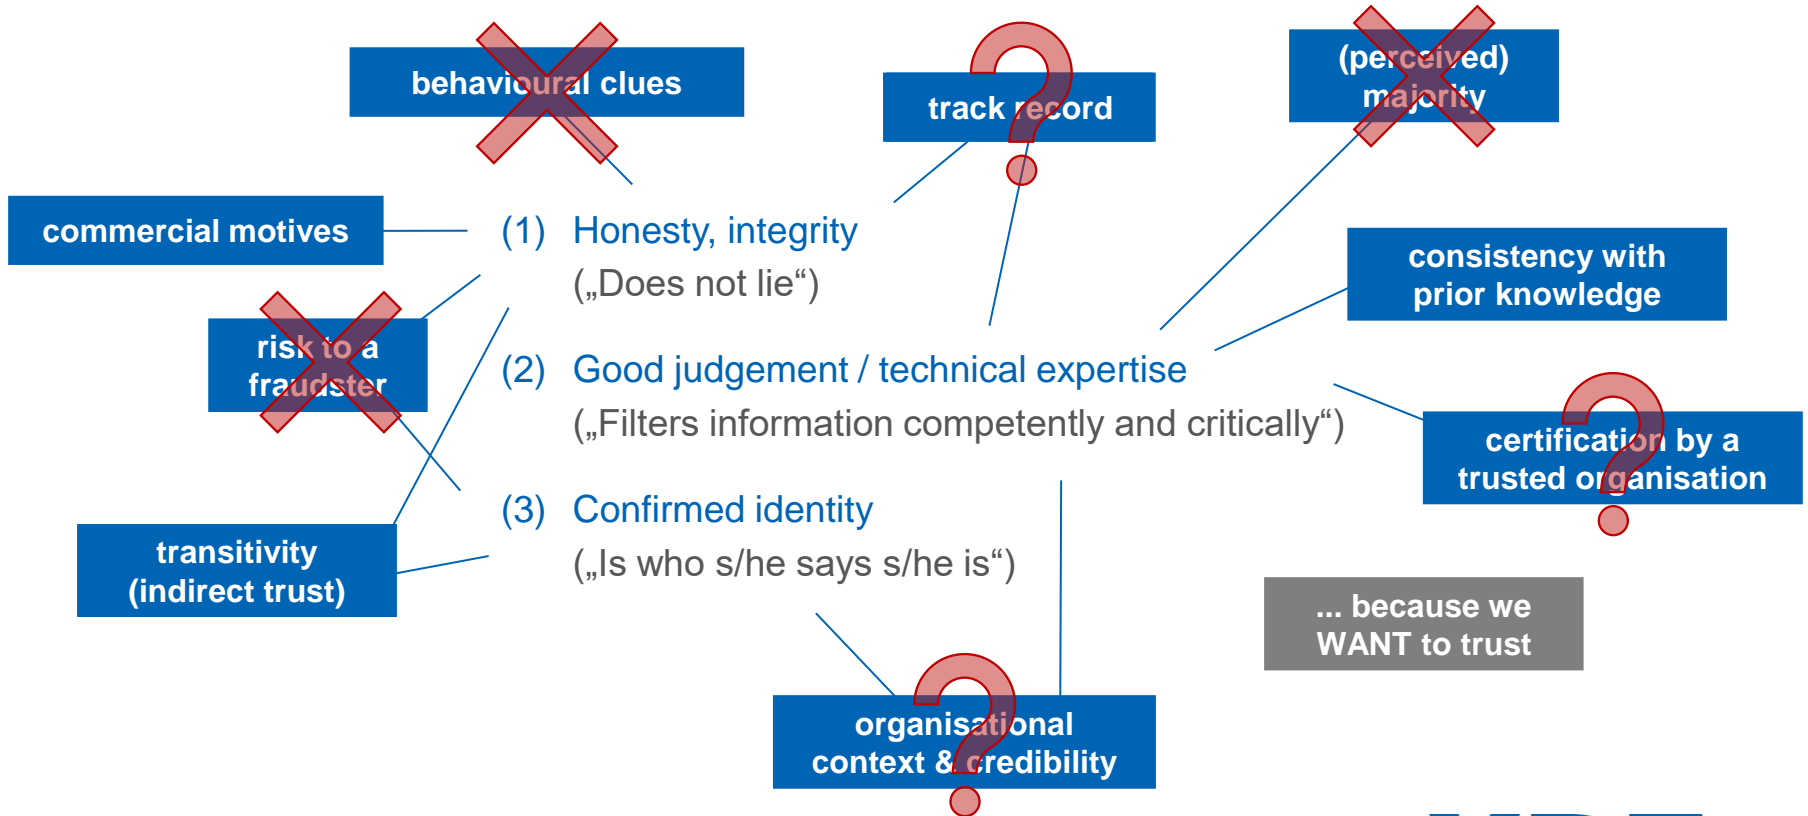 behavioural clues
track record
(perceived)
majority
commercial motives
(1) Honesty, integrity
(„Does not lie“)
consistency with
prior knowledge
risk to a
fraudster
(2) Good judgement / technical expertise
(„Filters information competently and critically“)
certification by a
trusted organisation
(3) Confirmed identity
(„Is who s/he says s/he is“)
transitivity
(indirect trust)
... because we
WANT to trust
organisational
context & credibility